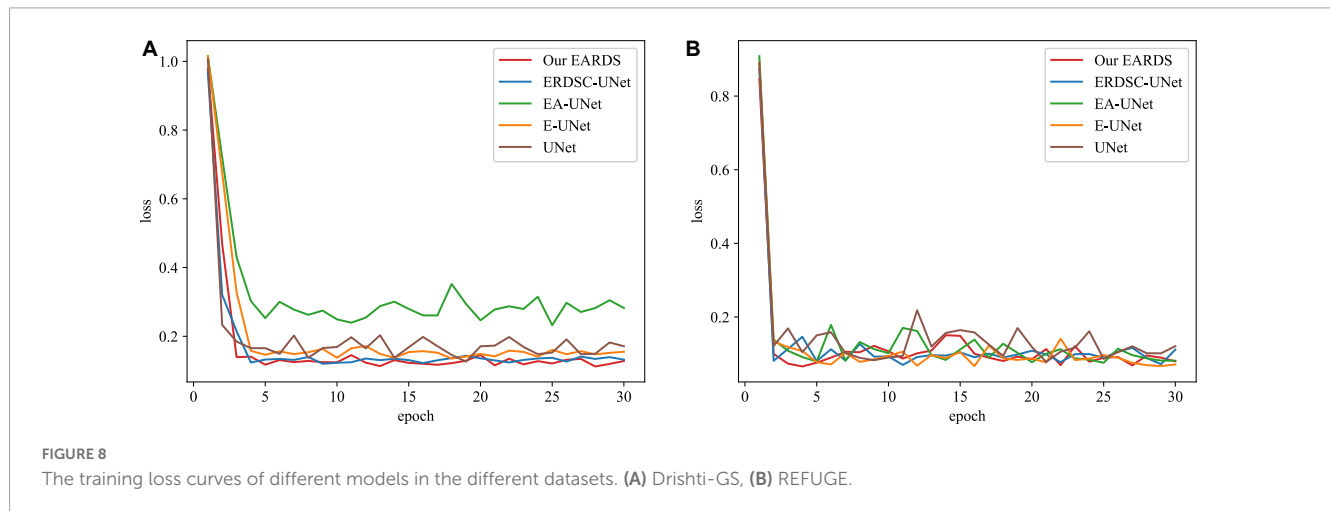 A
1.0
0.8
0.6
0.4
0.2
loss
0 5 10 15 20 25 30
epoch
Our EARDS
ERDSC-UNet
EA-UNet
E-UNet
UNet
B
0.8
0.6
0.4
0.2
loss
0 5 10 15 20 25 30
epoch
Our EARDS
ERDSC-UNet
EA-UNet
E-UNet
UNet
FIGURE 8
The training loss curves of different models in the different datasets. (A) Drishti-GS, (B) REFUGE.